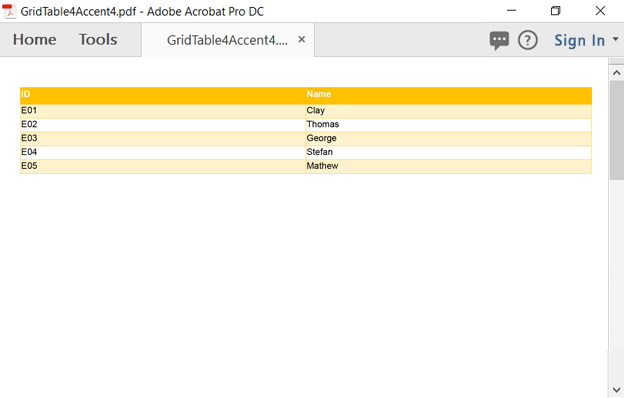 GridTable4Accent4.pdf - Adobe Acrobat Pro DC
Home Tools GridTable4Accent4.... × ? Sign In
ID Name
E01 Clay
E02 Thomas
E03 George
E04 Stefan
E05 Mathew